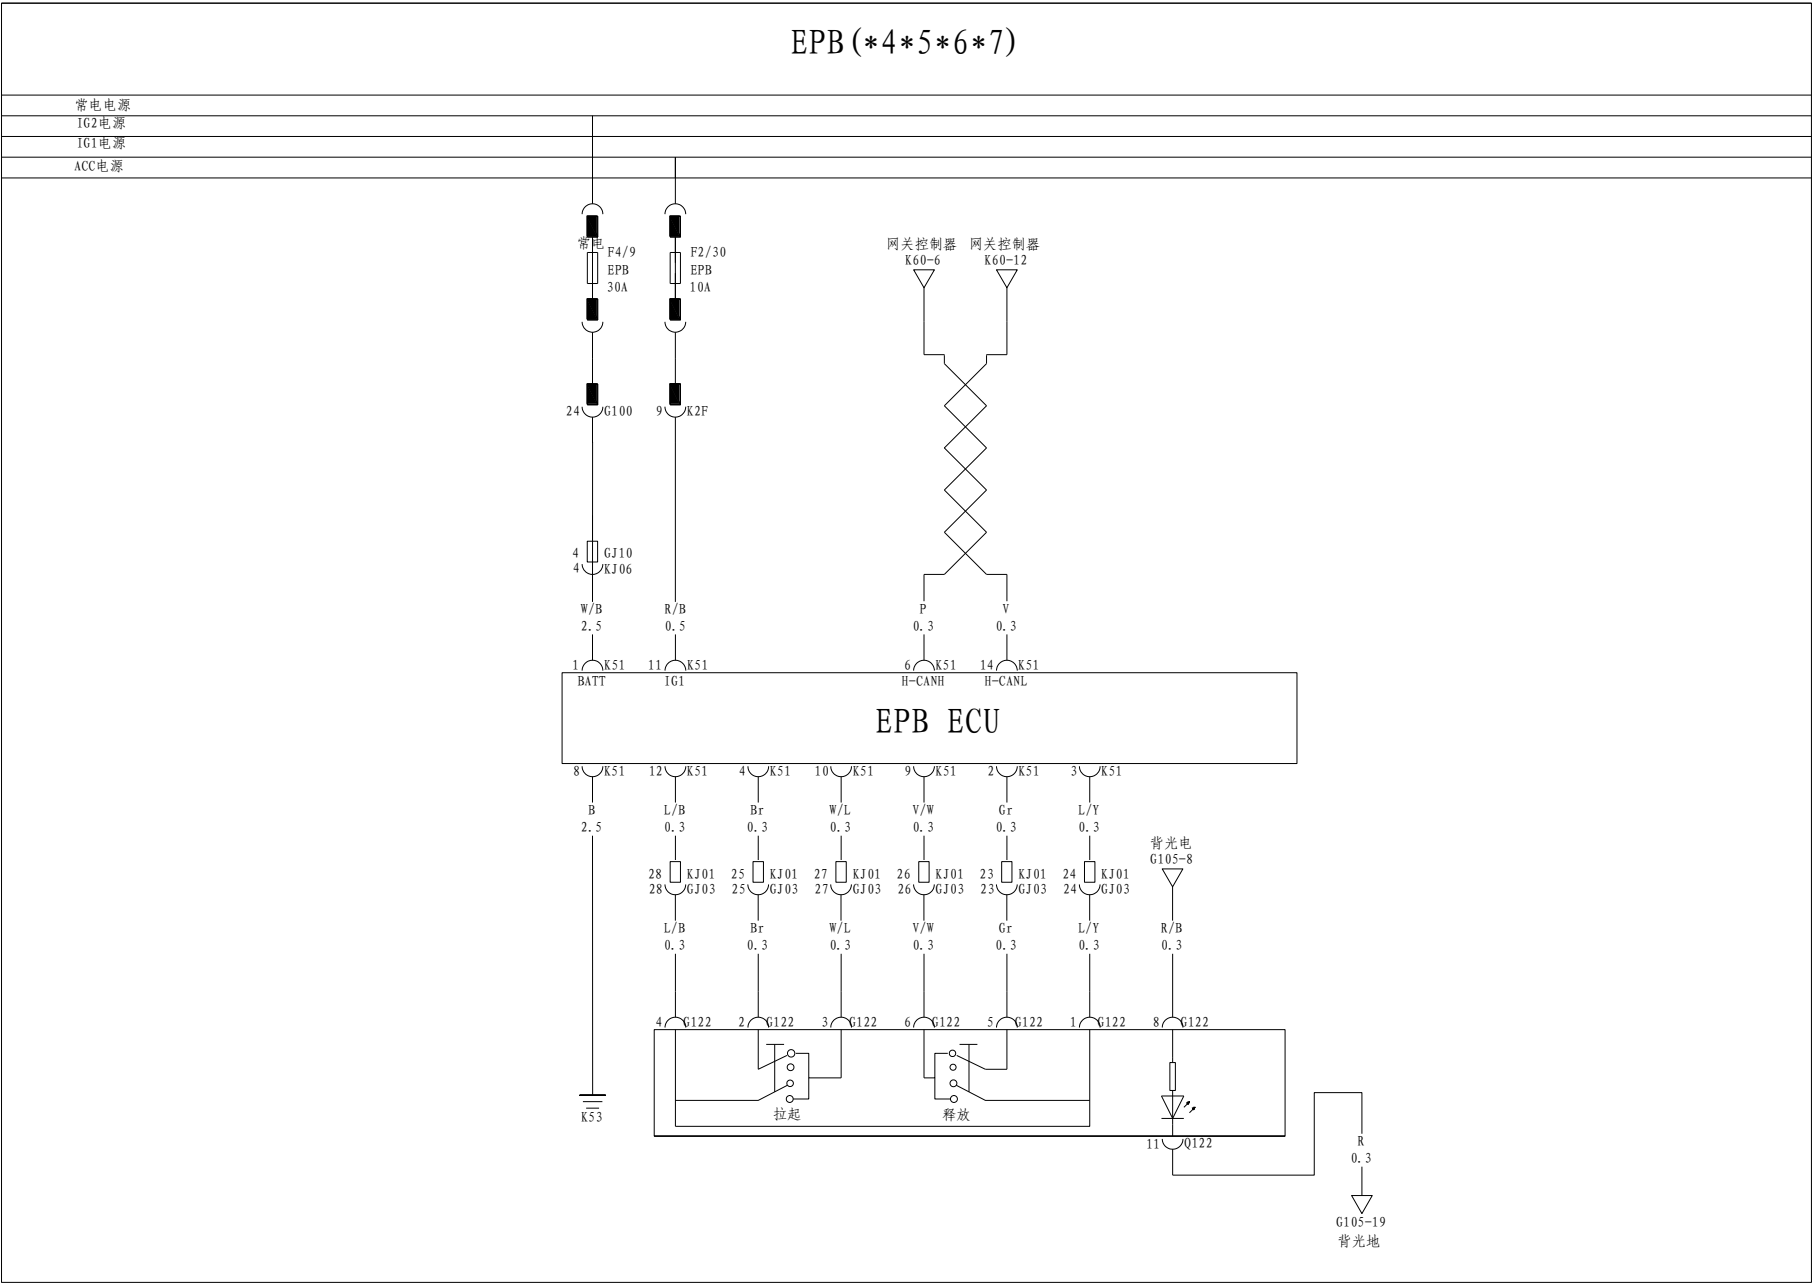 EPB(*4*5*6*7)
常电电源
IG2电源
IG1电源
ACC电源
常电
F4/9
EPB
30A
F2/30
EPB
10A
网关控制器
K60-6
网关控制器
K60-12
24 G100
9 K2F
4 GJ10
4 KJ06
W/B
2.5
R/B
0.5
P
0.3
V
0.3
1 K51
11 K51
6 K51
14 K51
BATT
IG1
H-CANH
H-CANL
EPB ECU
8 K51
12 K51
4 K51
10 K51
9 K51
2 K51
3 K51
B
2.5
L/B
0.3
Br
0.3
W/L
0.3
V/W
0.3
Gr
0.3
L/Y
0.3
背光电
G105-8
28 KJ01
28 GJ03
25 KJ01
25 GJ03
27 KJ01
27 GJ03
26 KJ01
26 GJ03
23 KJ01
23 GJ03
24 KJ01
24 GJ03
L/B
0.3
Br
0.3
W/L
0.3
V/W
0.3
Gr
0.3
L/Y
0.3
R/B
0.3
4 G122
2 G122
3 G122
6 G122
5 G122
1 G122
8 G122
拉起
释放
K53
11 Q122
R
0.3
G105-19
背光地